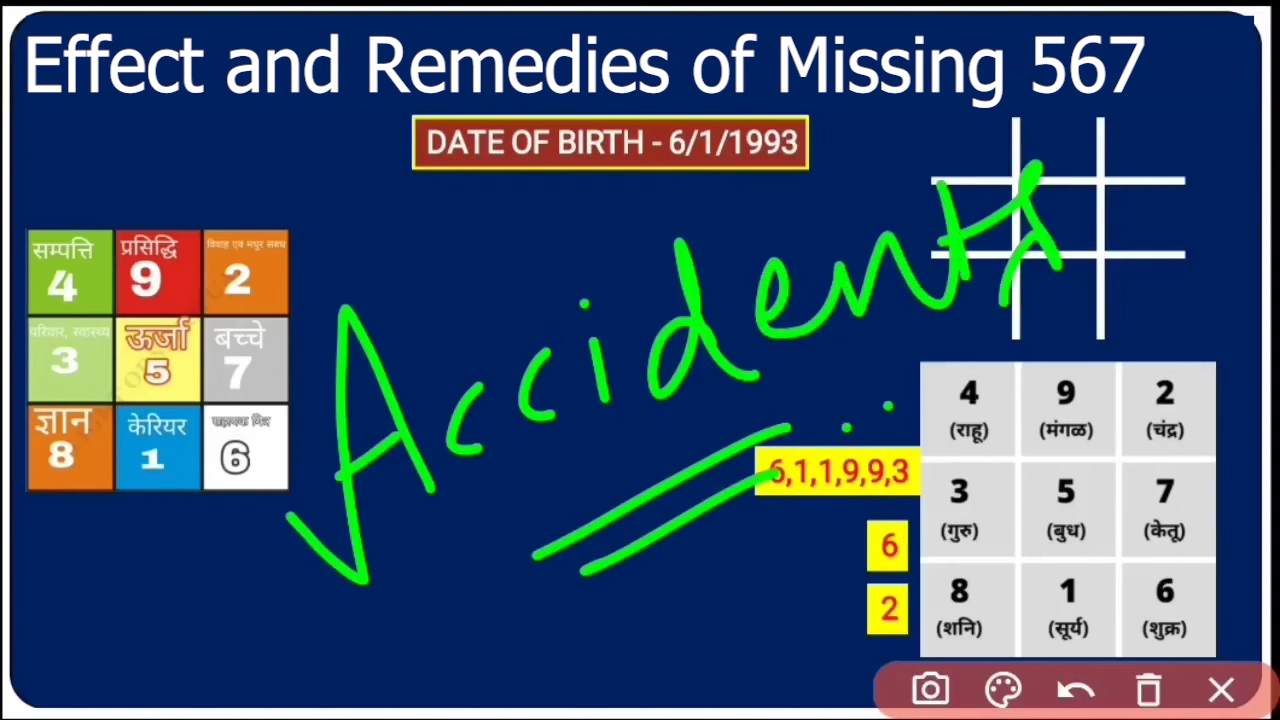 Effect and Remedies of Missing 567
DATE OF BIRTH - 6/1/1993
सम्पत्ति प्रसिद्धि विवाह एवं मधुर संबंध
4 9 2
परिवार, स्वास्थ्य ऊर्जा बच्चे
3 5 7
ज्ञान केरियर
8 1 6
Accidents
6,1,1,9,9,3
6
2
4 9 2
(राहू) (मंगळ) (चंद्र)
3 5 7
(गुरु) (बुध) (केतू)
8 1 6
(शनि) (सूर्य) (शुक्र)